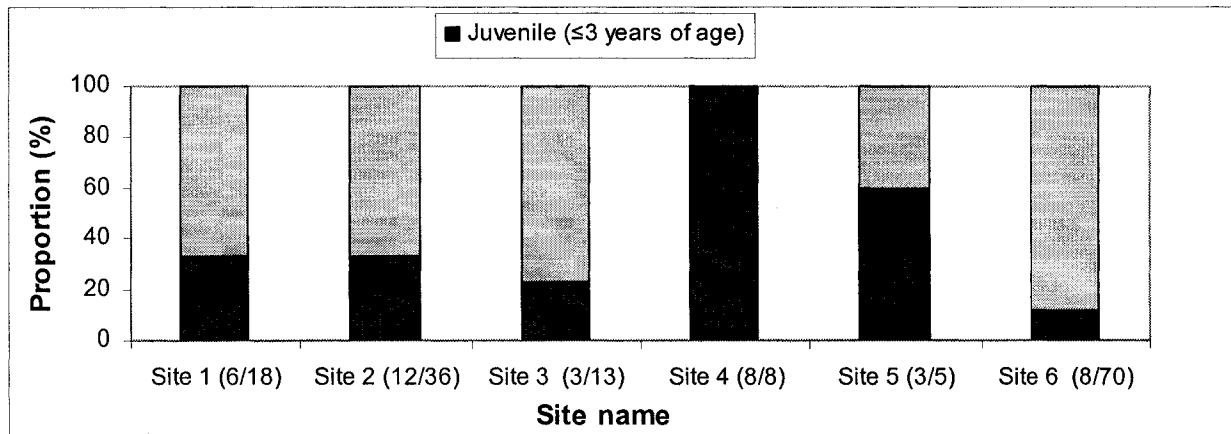 Juvenile (≤3 years of age)
100
80
60
40
20
0
Proportion (%)
Site 1 (6/18) Site 2 (12/36) Site 3 (3/13) Site 4 (8/8) Site 5 (3/5) Site 6 (8/70)
Site name